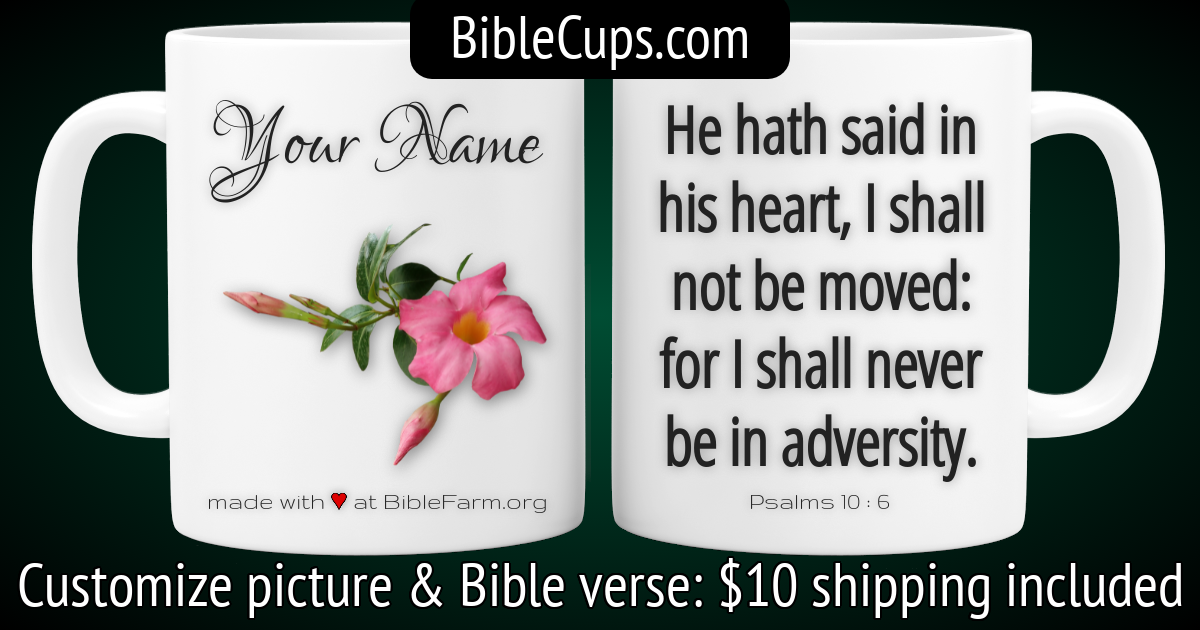 BibleCups.com
Your Name
made with ♥ at BibleFarm.org
He hath said in
his heart, I shall
not be moved:
for I shall never
be in adversity.
Psalms 10 : 6
Customize picture & Bible verse: $10 shipping included